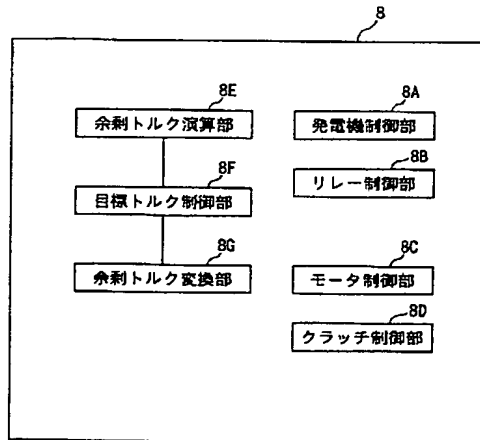 8
8E
余剰トルク演算部
8F
目標トルク制御部
8G
余剰トルク変換部
8A
発電機制御部
8B
リレー制御部
8C
モータ制御部
8D
クラッチ制御部